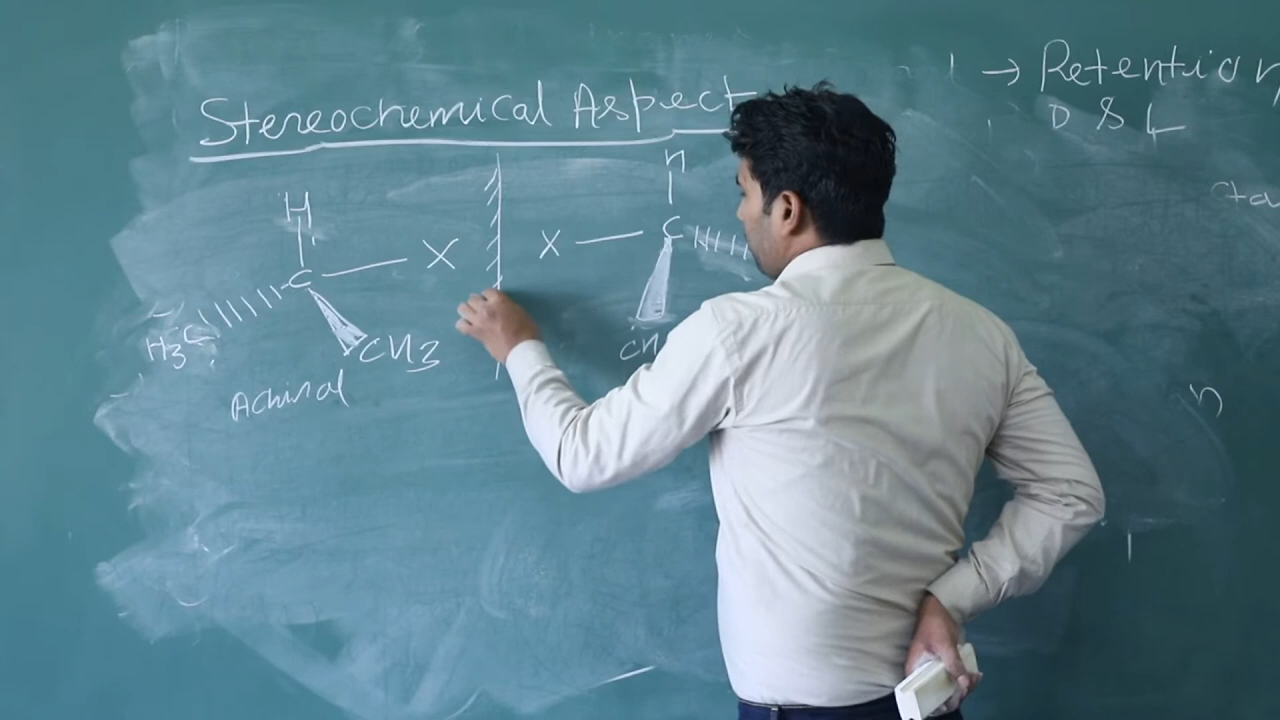 Stereochemical Aspect
→ Retention
D & L
H
C
X
H3C
CH3
Achiral
H
X
C
CH
n